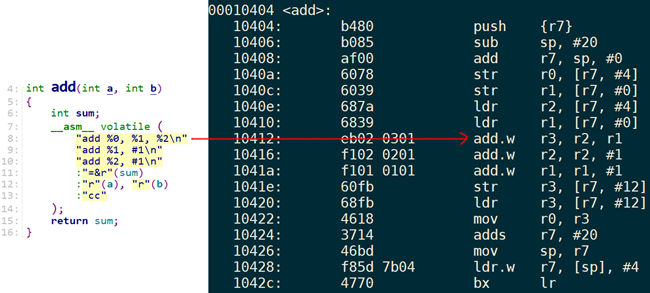 4: int add(int a, int b)
5: {
6: int sum;
7: __asm__ volatile (
8: "add %0, %1, %2\n"
9: "add %1, #1\n"
10: "add %2, #1\n"
11: :"=&r"(sum)
12: :"r"(a), "r"(b)
13: :"cc"
14: );
15: return sum;
16: }
00010404 <add>:
10404: b480 push {r7}
10406: b085 sub sp, #20
10408: af00 add r7, sp, #0
1040a: 6078 str r0, [r7, #4]
1040c: 6039 str r1, [r7, #0]
1040e: 687a ldr r2, [r7, #4]
10410: 6839 ldr r1, [r7, #0]
10412: eb02 0301 add.w r3, r2, r1
10416: f102 0201 add.w r2, r2, #1
1041a: f101 0101 add.w r1, r1, #1
1041e: 60fb str r3, [r7, #12]
10420: 68fb ldr r3, [r7, #12]
10422: 4618 mov r0, r3
10424: 3714 adds r7, #20
10426: 46bd mov sp, r7
10428: f85d 7b04 ldr.w r7, [sp], #4
1042c: 4770 bx lr